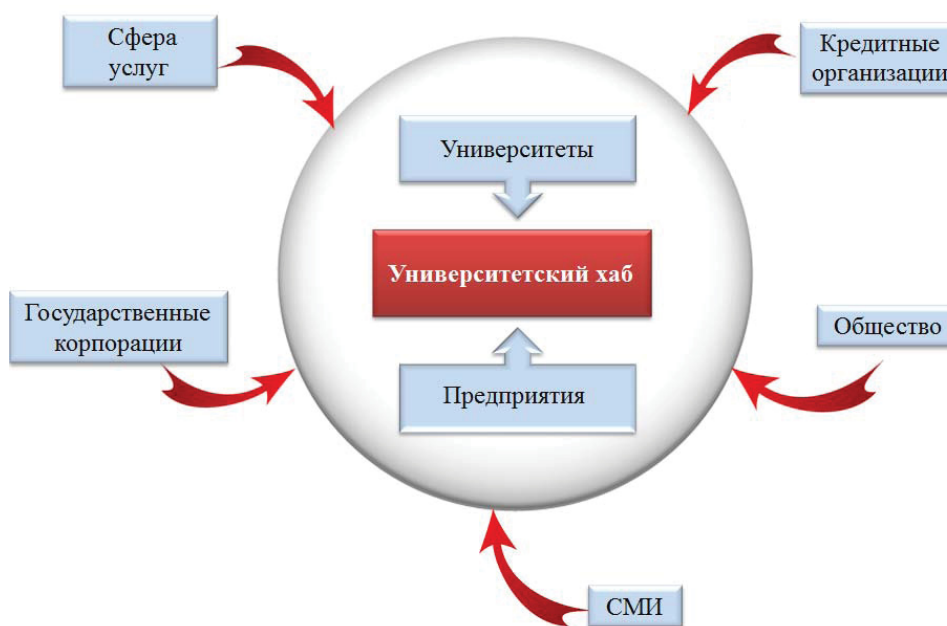 Сфера
услуг
Кредитные
организации
Университеты
Университетский хаб
Государственные
корпорации
Общество
Предприятия
СМИ